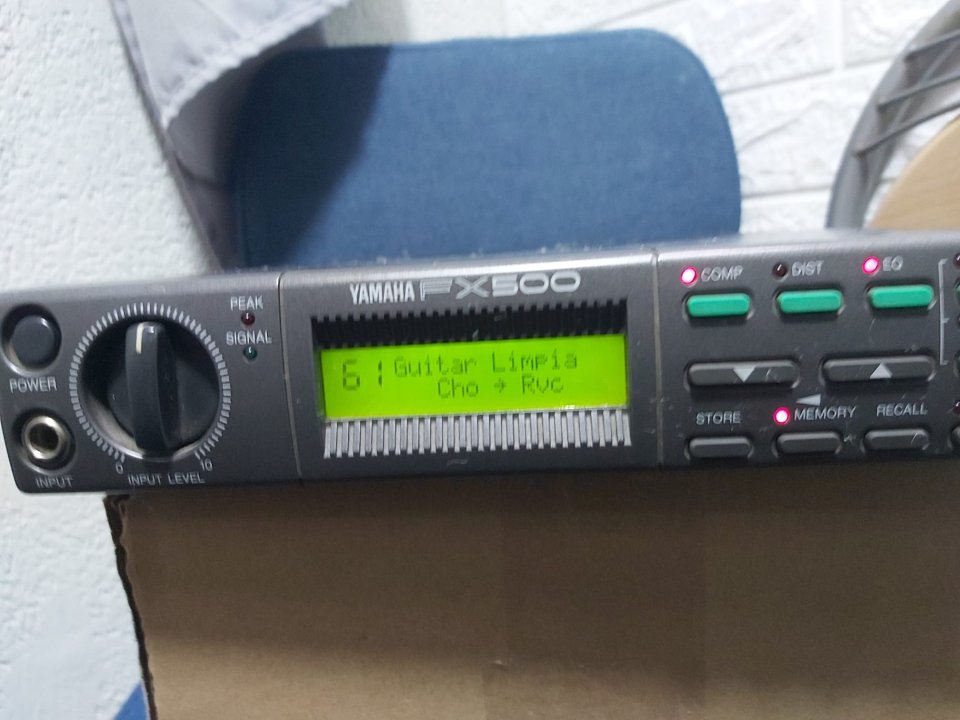 YAMAHA FX500
PEAK
SIGNAL
POWER
INPUT
0
10
INPUT LEVEL
61 Guitar Limpia
Cho → Rvc
COMP
DIST
EQ
STORE
MEMORY
RECALL